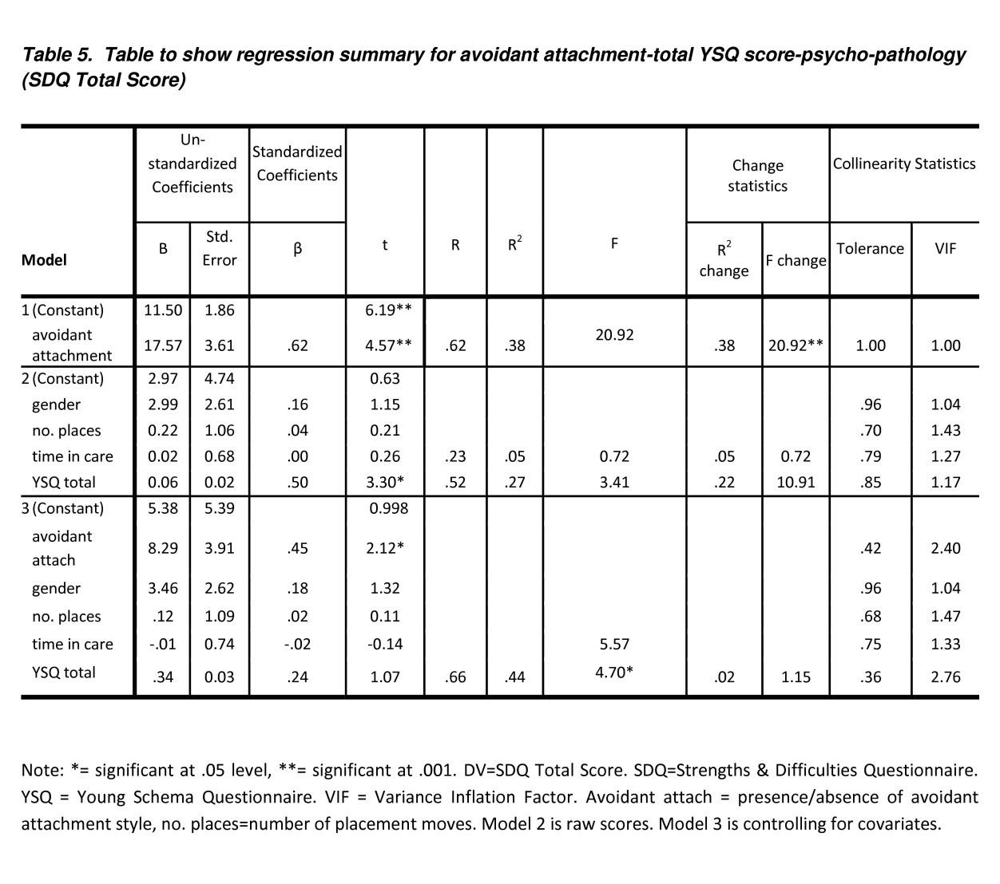 Table 5. Table to show regression summary for avoidant attachment-total YSQ score-psycho-pathology
(SDQ Total Score)
Model
Un-
standardized
Coefficients
Standardized
Coefficients
t
R
R²
F
Change
statistics
Collinearity Statistics
B
Std.
Error
β
R²
change
F change
Tolerance
VIF
1 (Constant) 11.50 1.86 6.19**
avoidant
attachment 17.57 3.61 .62 4.57** .62 .38 20.92 .38 20.92** 1.00 1.00
2 (Constant) 2.97 4.74 0.63
gender 2.99 2.61 .16 1.15 .96 1.04
no. places 0.22 1.06 .04 0.21 .70 1.43
time in care 0.02 0.68 .00 0.26 .23 .05 0.72 .05 0.72 .79 1.27
YSQ total 0.06 0.02 .50 3.30* .52 .27 3.41 .22 10.91 .85 1.17
3 (Constant) 5.38 5.39 0.998
avoidant
attach 8.29 3.91 .45 2.12* .42 2.40
gender 3.46 2.62 .18 1.32 .96 1.04
no. places .12 1.09 .02 0.11 .68 1.47
time in care -.01 0.74 -.02 -0.14 5.57 .75 1.33
YSQ total .34 0.03 .24 1.07 .66 .44 4.70* .02 1.15 .36 2.76
Note: *= significant at .05 level, **= significant at .001. DV=SDQ Total Score. SDQ=Strengths & Difficulties Questionnaire.
YSQ = Young Schema Questionnaire. VIF = Variance Inflation Factor. Avoidant attach = presence/absence of avoidant
attachment style, no. places=number of placement moves. Model 2 is raw scores. Model 3 is controlling for covariates.